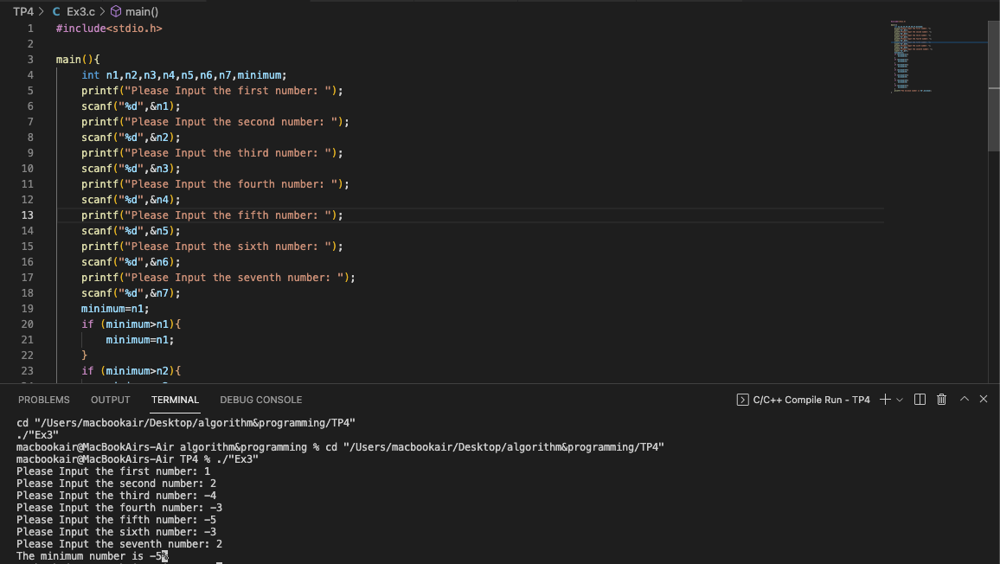 TP4 > C Ex3.c > main()
1 #include<stdio.h>
2
3 main(){
4 int n1,n2,n3,n4,n5,n6,n7,minimum;
5 printf("Please Input the first number: ");
6 scanf("%d",&n1);
7 printf("Please Input the second number: ");
8 scanf("%d",&n2);
9 printf("Please Input the third number: ");
10 scanf("%d",&n3);
11 printf("Please Input the fourth number: ");
12 scanf("%d",&n4);
13 printf("Please Input the fifth number: ");
14 scanf("%d",&n5);
15 printf("Please Input the sixth number: ");
16 scanf("%d",&n6);
17 printf("Please Input the seventh number: ");
18 scanf("%d",&n7);
19 minimum=n1;
20 if (minimum>n1){
21 minimum=n1;
22 }
23 if (minimum>n2){
PROBLEMS OUTPUT TERMINAL DEBUG CONSOLE C/C++ Compile Run - TP4
cd "/Users/macbookair/Desktop/algorithm&programming/TP4"
./"Ex3"
macbookair@MacBookAirs-Air algorithm&programming % cd "/Users/macbookair/Desktop/algorithm&programming/TP4"
macbookair@MacBookAirs-Air TP4 % ./"Ex3"
Please Input the first number: 1
Please Input the second number: 2
Please Input the third number: -4
Please Input the fourth number: -3
Please Input the fifth number: -5
Please Input the sixth number: -3
Please Input the seventh number: 2
The minimum number is -5%